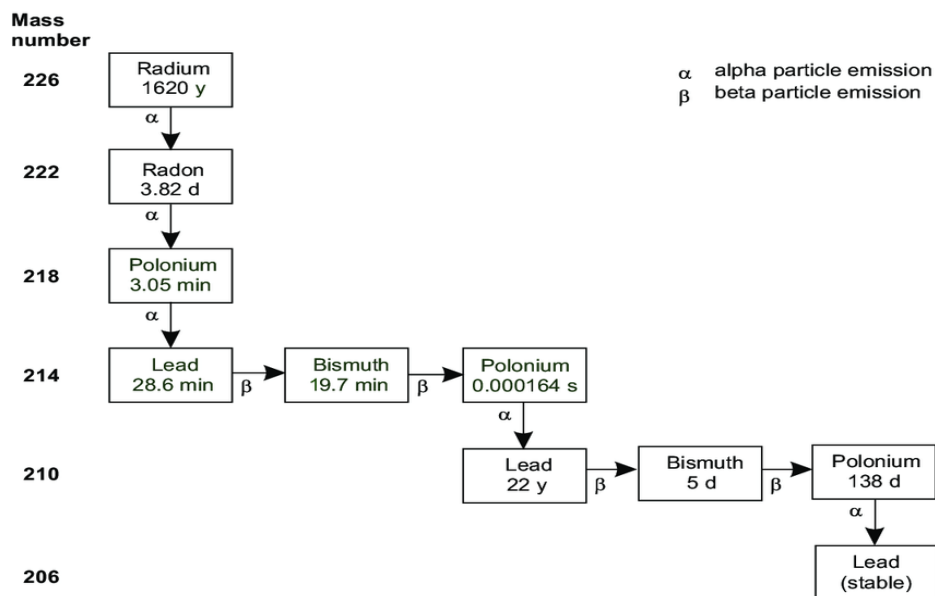 Mass
number
226
Radium
1620 y
α alpha particle emission
β beta particle emission
α
222
Radon
3.82 d
α
218
Polonium
3.05 min
α
214
Lead
28.6 min
β
Bismuth
19.7 min
β
Polonium
0.000164 s
α
210
Lead
22 y
β
Bismuth
5 d
β
Polonium
138 d
α
206
Lead
(stable)